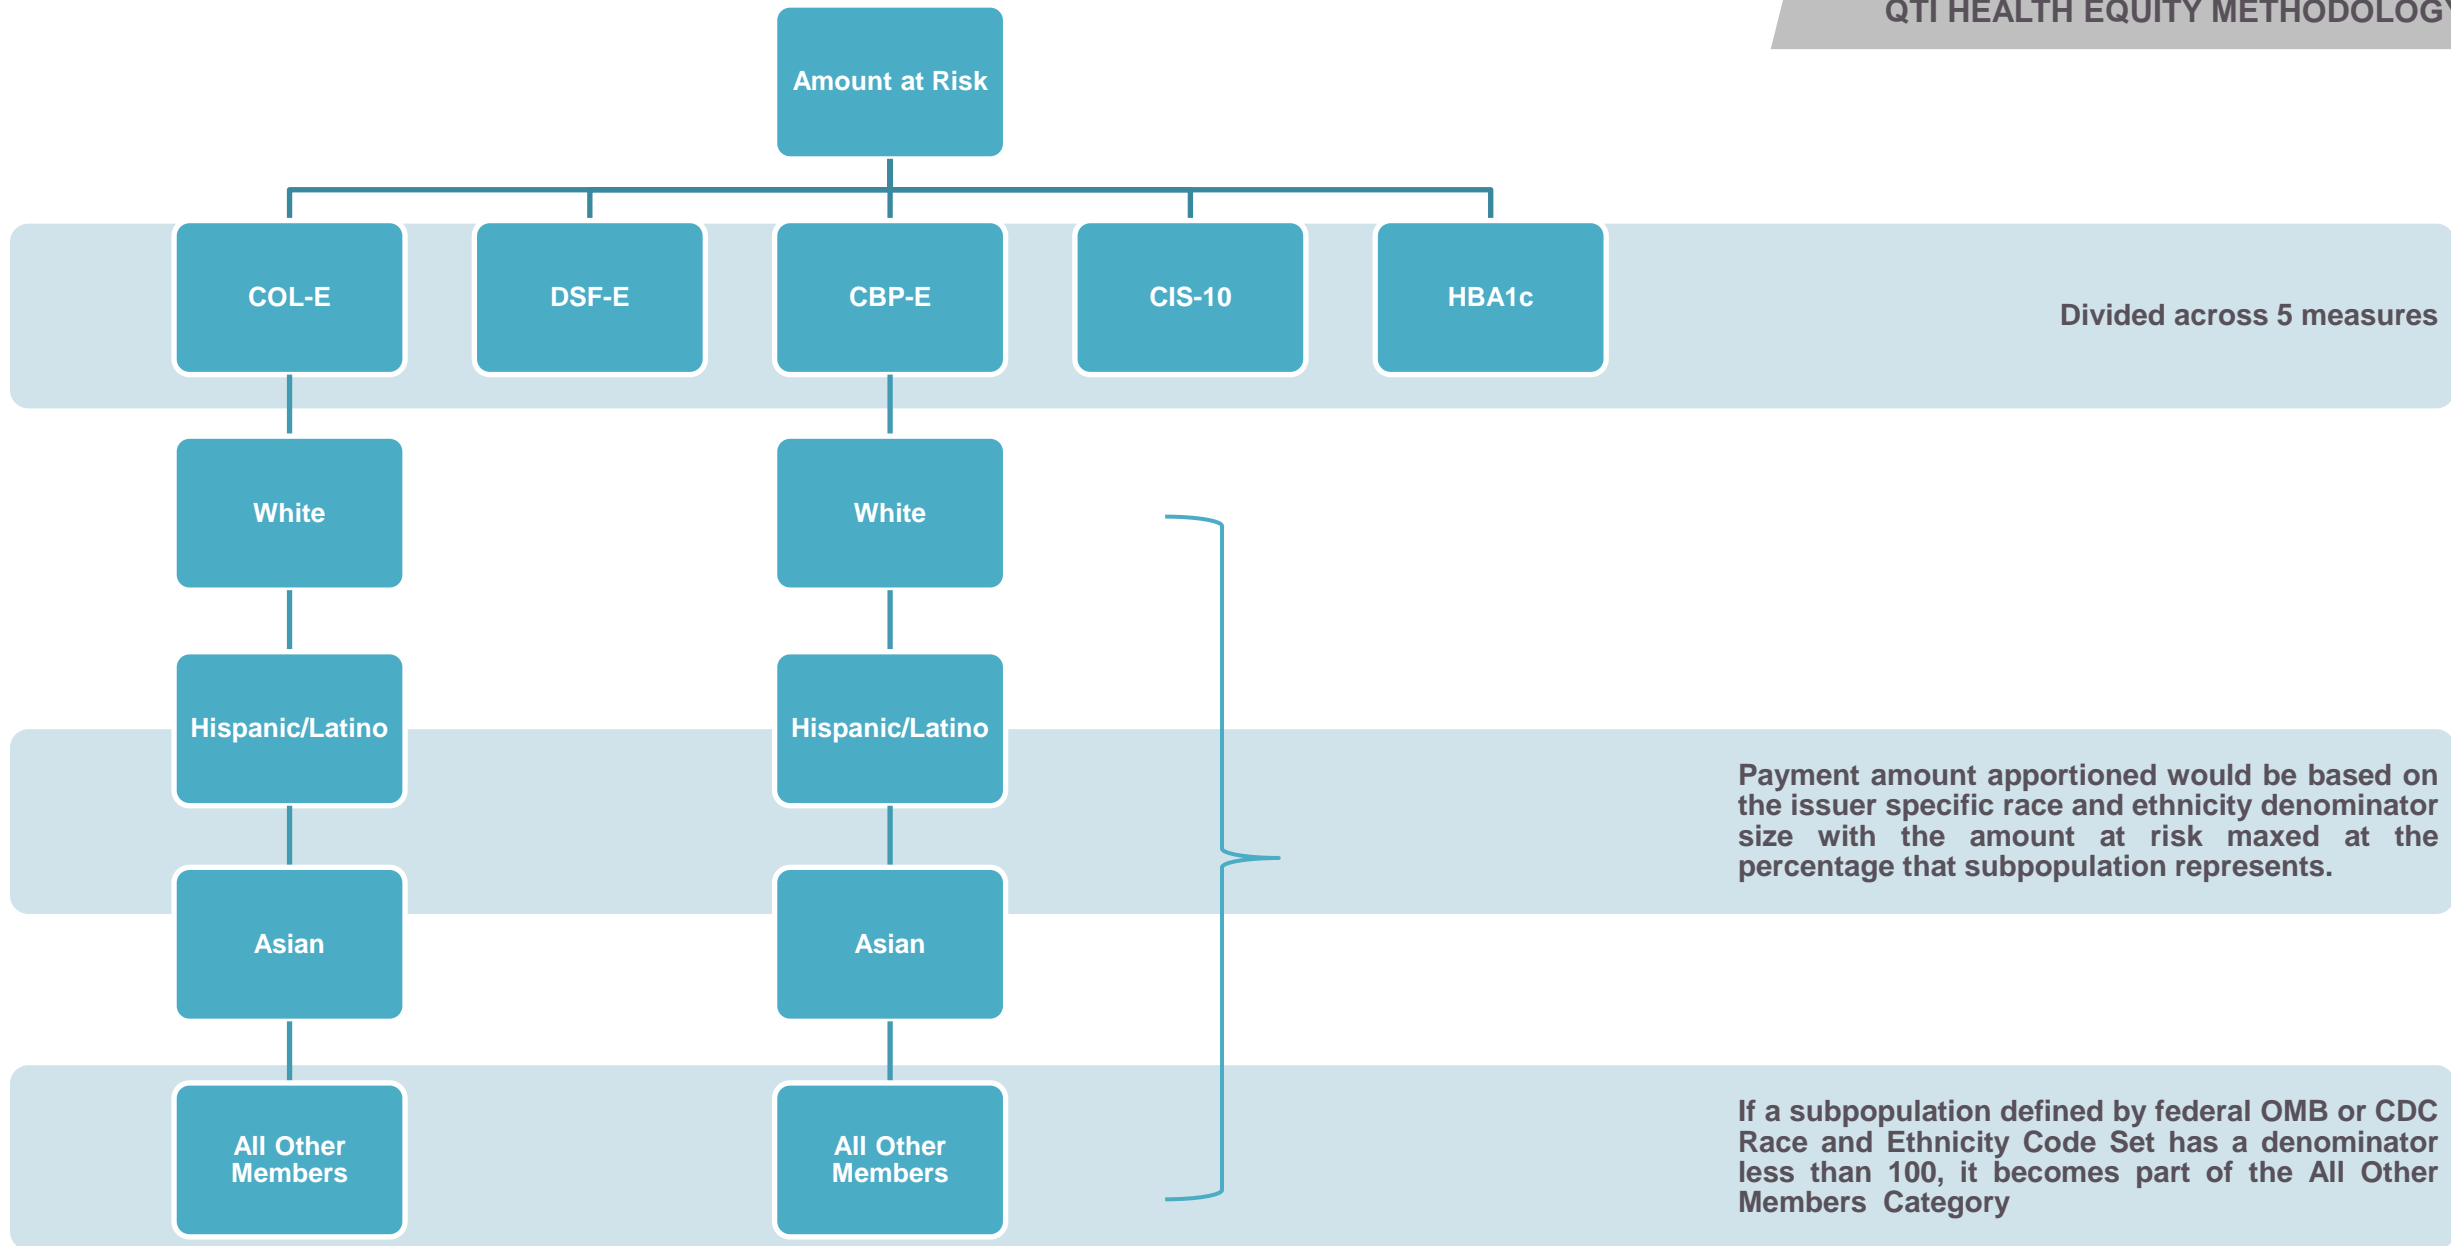 QTI HEALTH EQUITY METHODOLOGY
Amount at Risk
COL-E
DSF-E
CBP-E
CIS-10
HBA1c
Divided across 5 measures
White
White
Hispanic/Latino
Hispanic/Latino
Payment amount apportioned would be based on
the issuer specific race and ethnicity denominator
size with the amount at risk maxed at the
percentage that subpopulation represents.
Asian
Asian
All Other
Members
All Other
Members
If a subpopulation defined by federal OMB or CDC
Race and Ethnicity Code Set has a denominator
less than 100, it becomes part of the All Other
Members Category